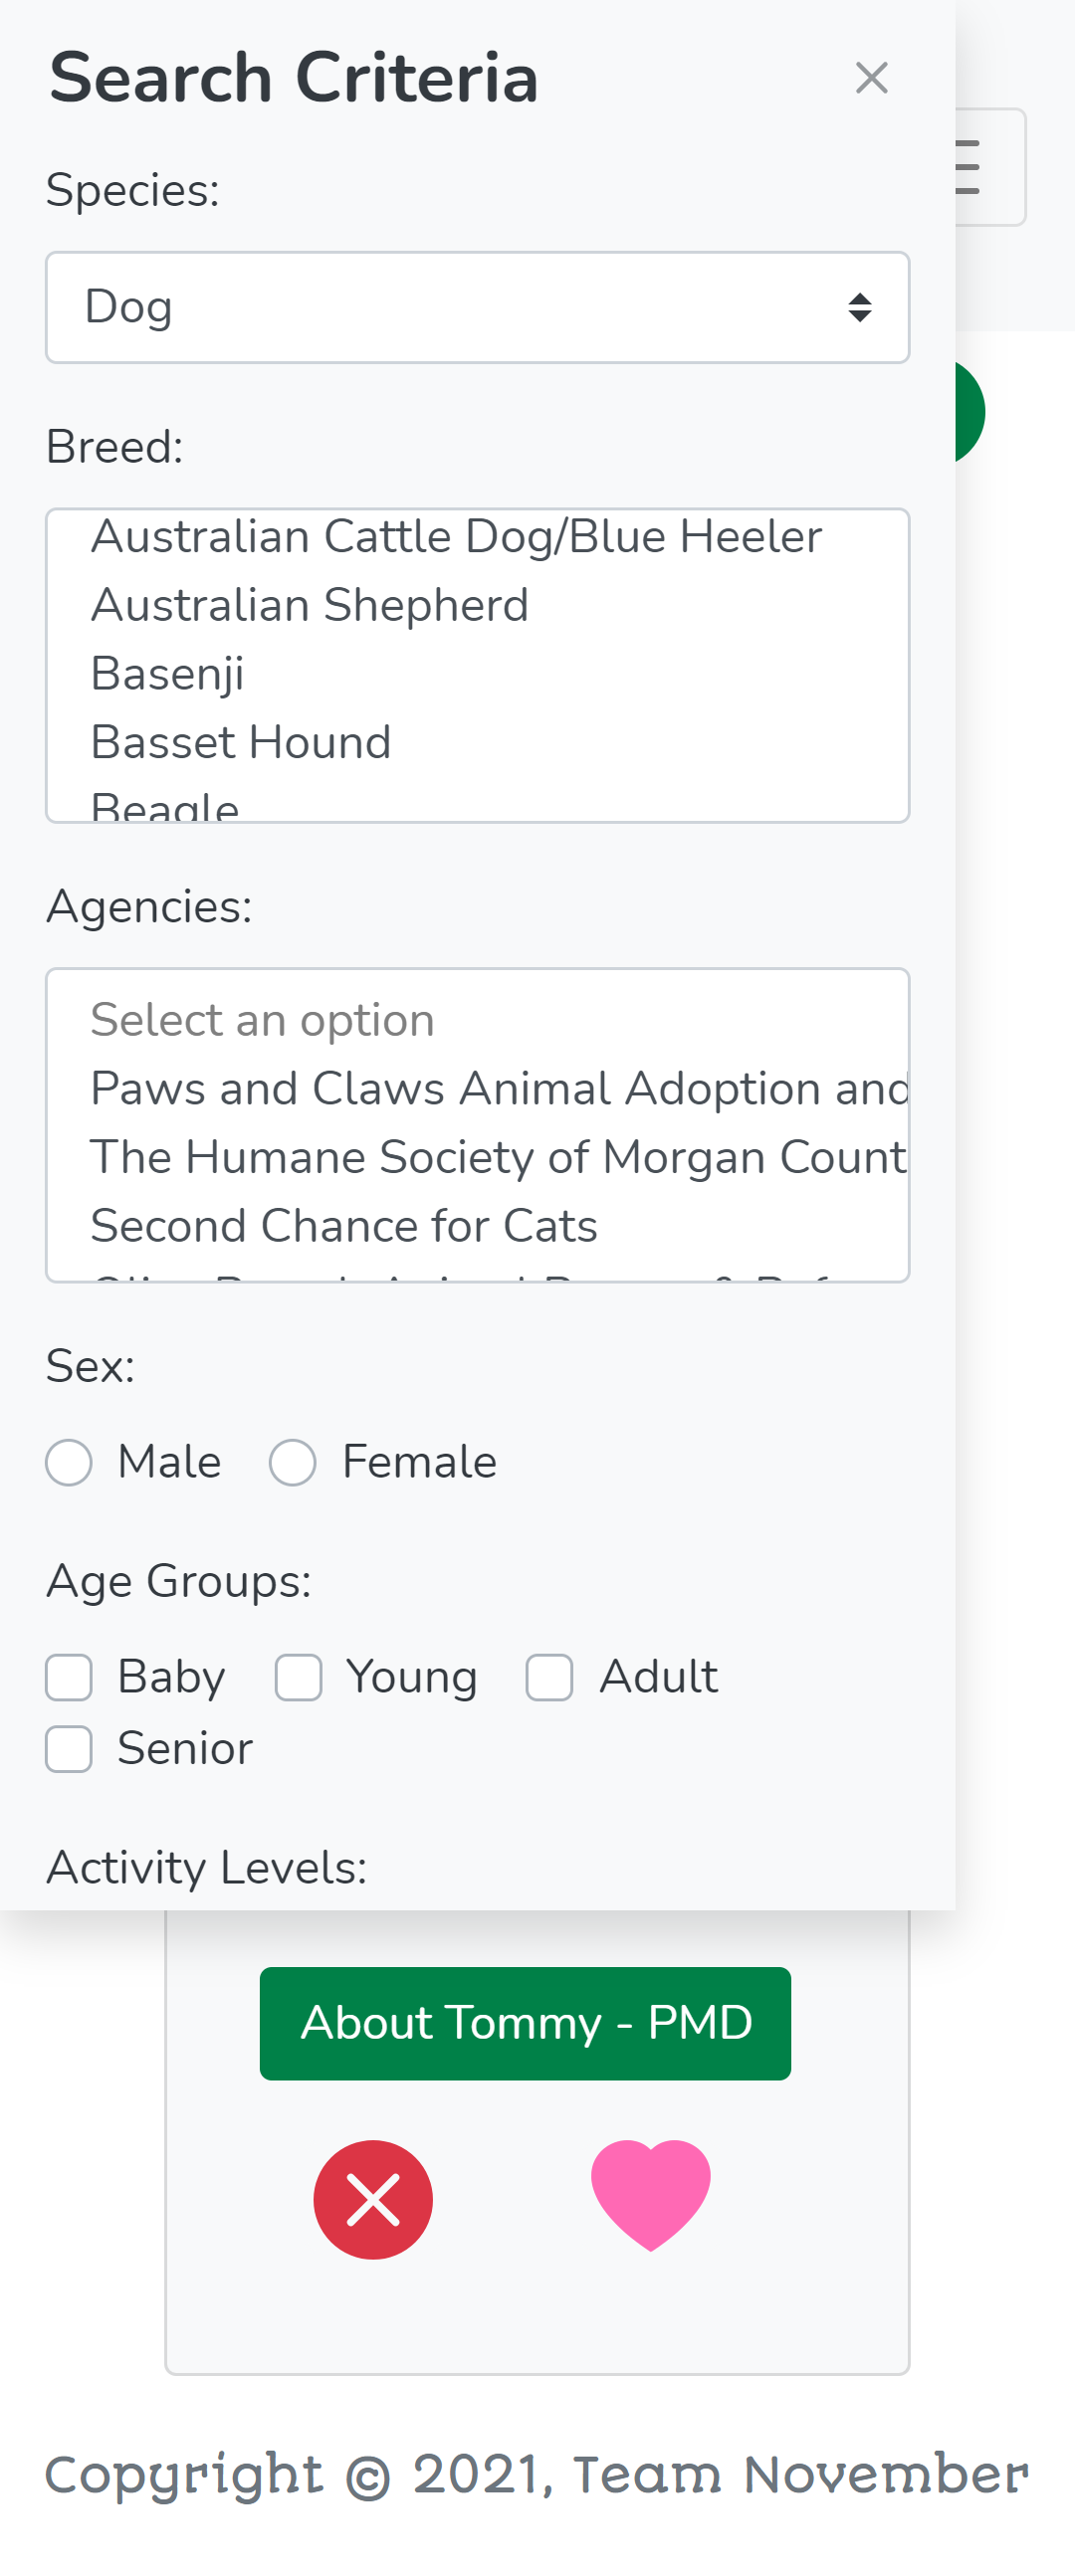 Search Criteria
Species:
Dog
Breed:
Australian Cattle Dog/Blue Heeler
Australian Shepherd
Basenji
Basset Hound
Beagle
Agencies:
Select an option
Paws and Claws Animal Adoption and
The Humane Society of Morgan Count
Second Chance for Cats
Sex:
Male Female
Age Groups:
Baby Young Adult
Senior
Activity Levels:
About Tommy - PMD
Copyright © 2021, Team November